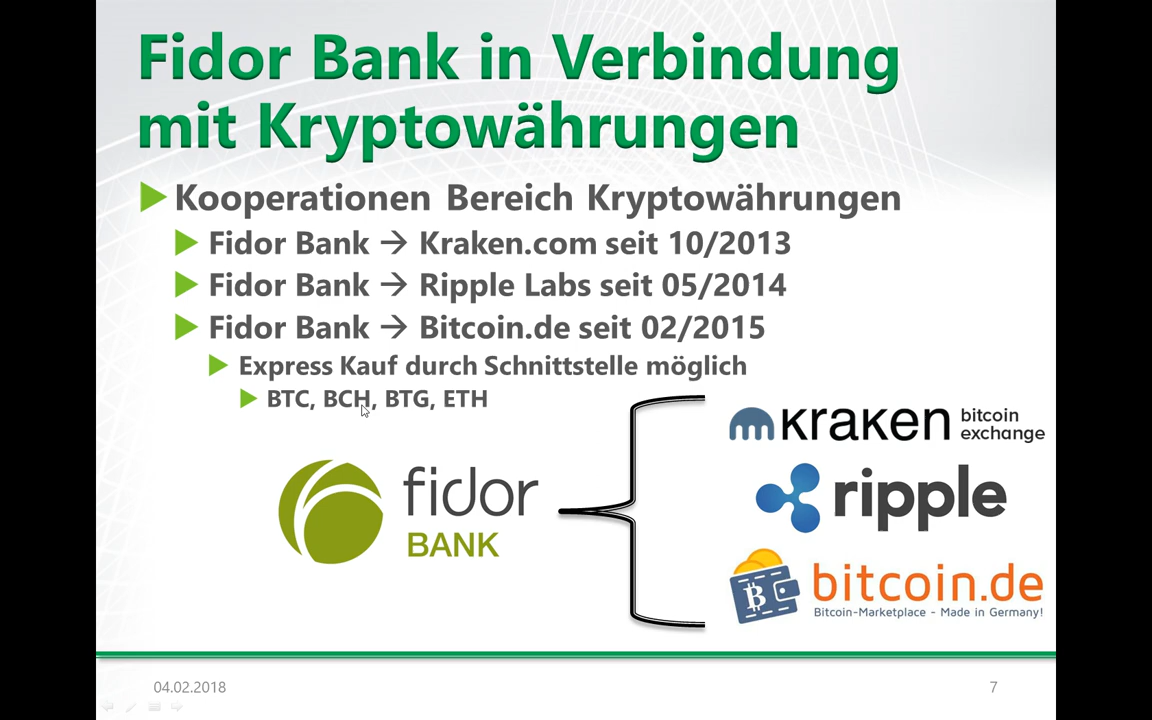 Fidor Bank in Verbindung
mit Kryptowährungen
Kooperationen Bereich Kryptowährungen
Fidor Bank → Kraken.com seit 10/2013
Fidor Bank → Ripple Labs seit 05/2014
Fidor Bank → Bitcoin.de seit 02/2015
Express Kauf durch Schnittstelle möglich
BTC, BCH, BTG, ETH
fidor
BANK
kraken bitcoin
exchange
ripple
bitcoin.de
Bitcoin-Marketplace - Made in Germany!
04.02.2018
7